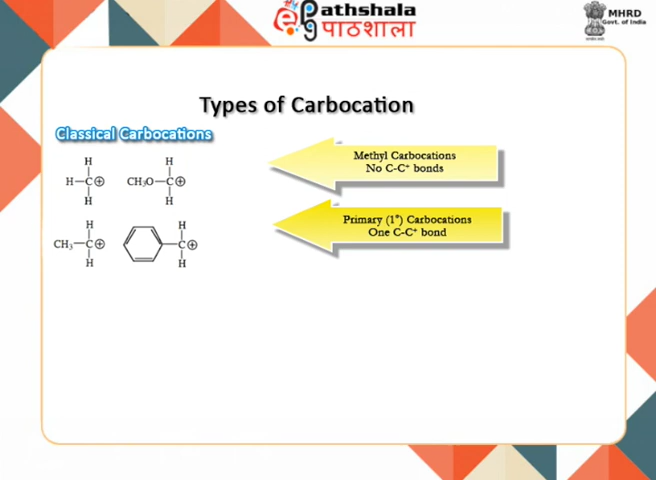 e Pathshala
पाठशाला
MHRD
Govt. of India
Types of Carbocation
Classical Carbocations
H H
H—C⊕ CH₃O—C⊕
H H
Methyl Carbocations
No C-C⁺ bonds
H H
CH₃—C⊕ C⊕
H H
Primary (1°) Carbocations
One C-C⁺ bond